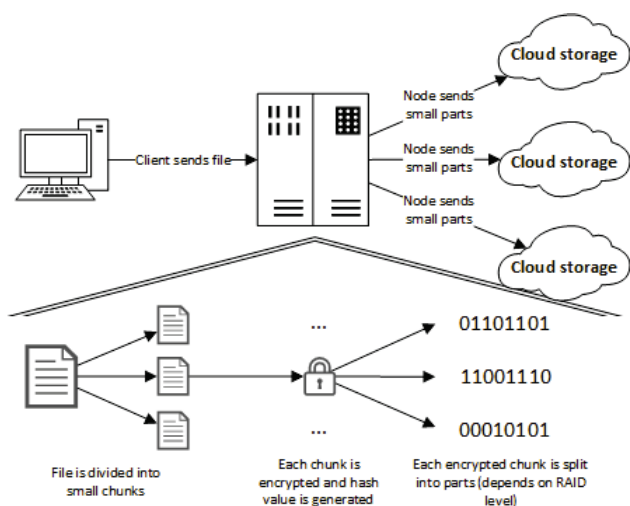 Cloud storage
Node sends
small parts
Client sends file
Node sends
small parts
Cloud storage
Node sends
small parts
Cloud storage
...
01101101
11001110
...
00010101
File is divided into
small chunks
Each chunk is
encrypted and hash
value is generated
Each encrypted chunk is split
into parts (depends on RAID
level)